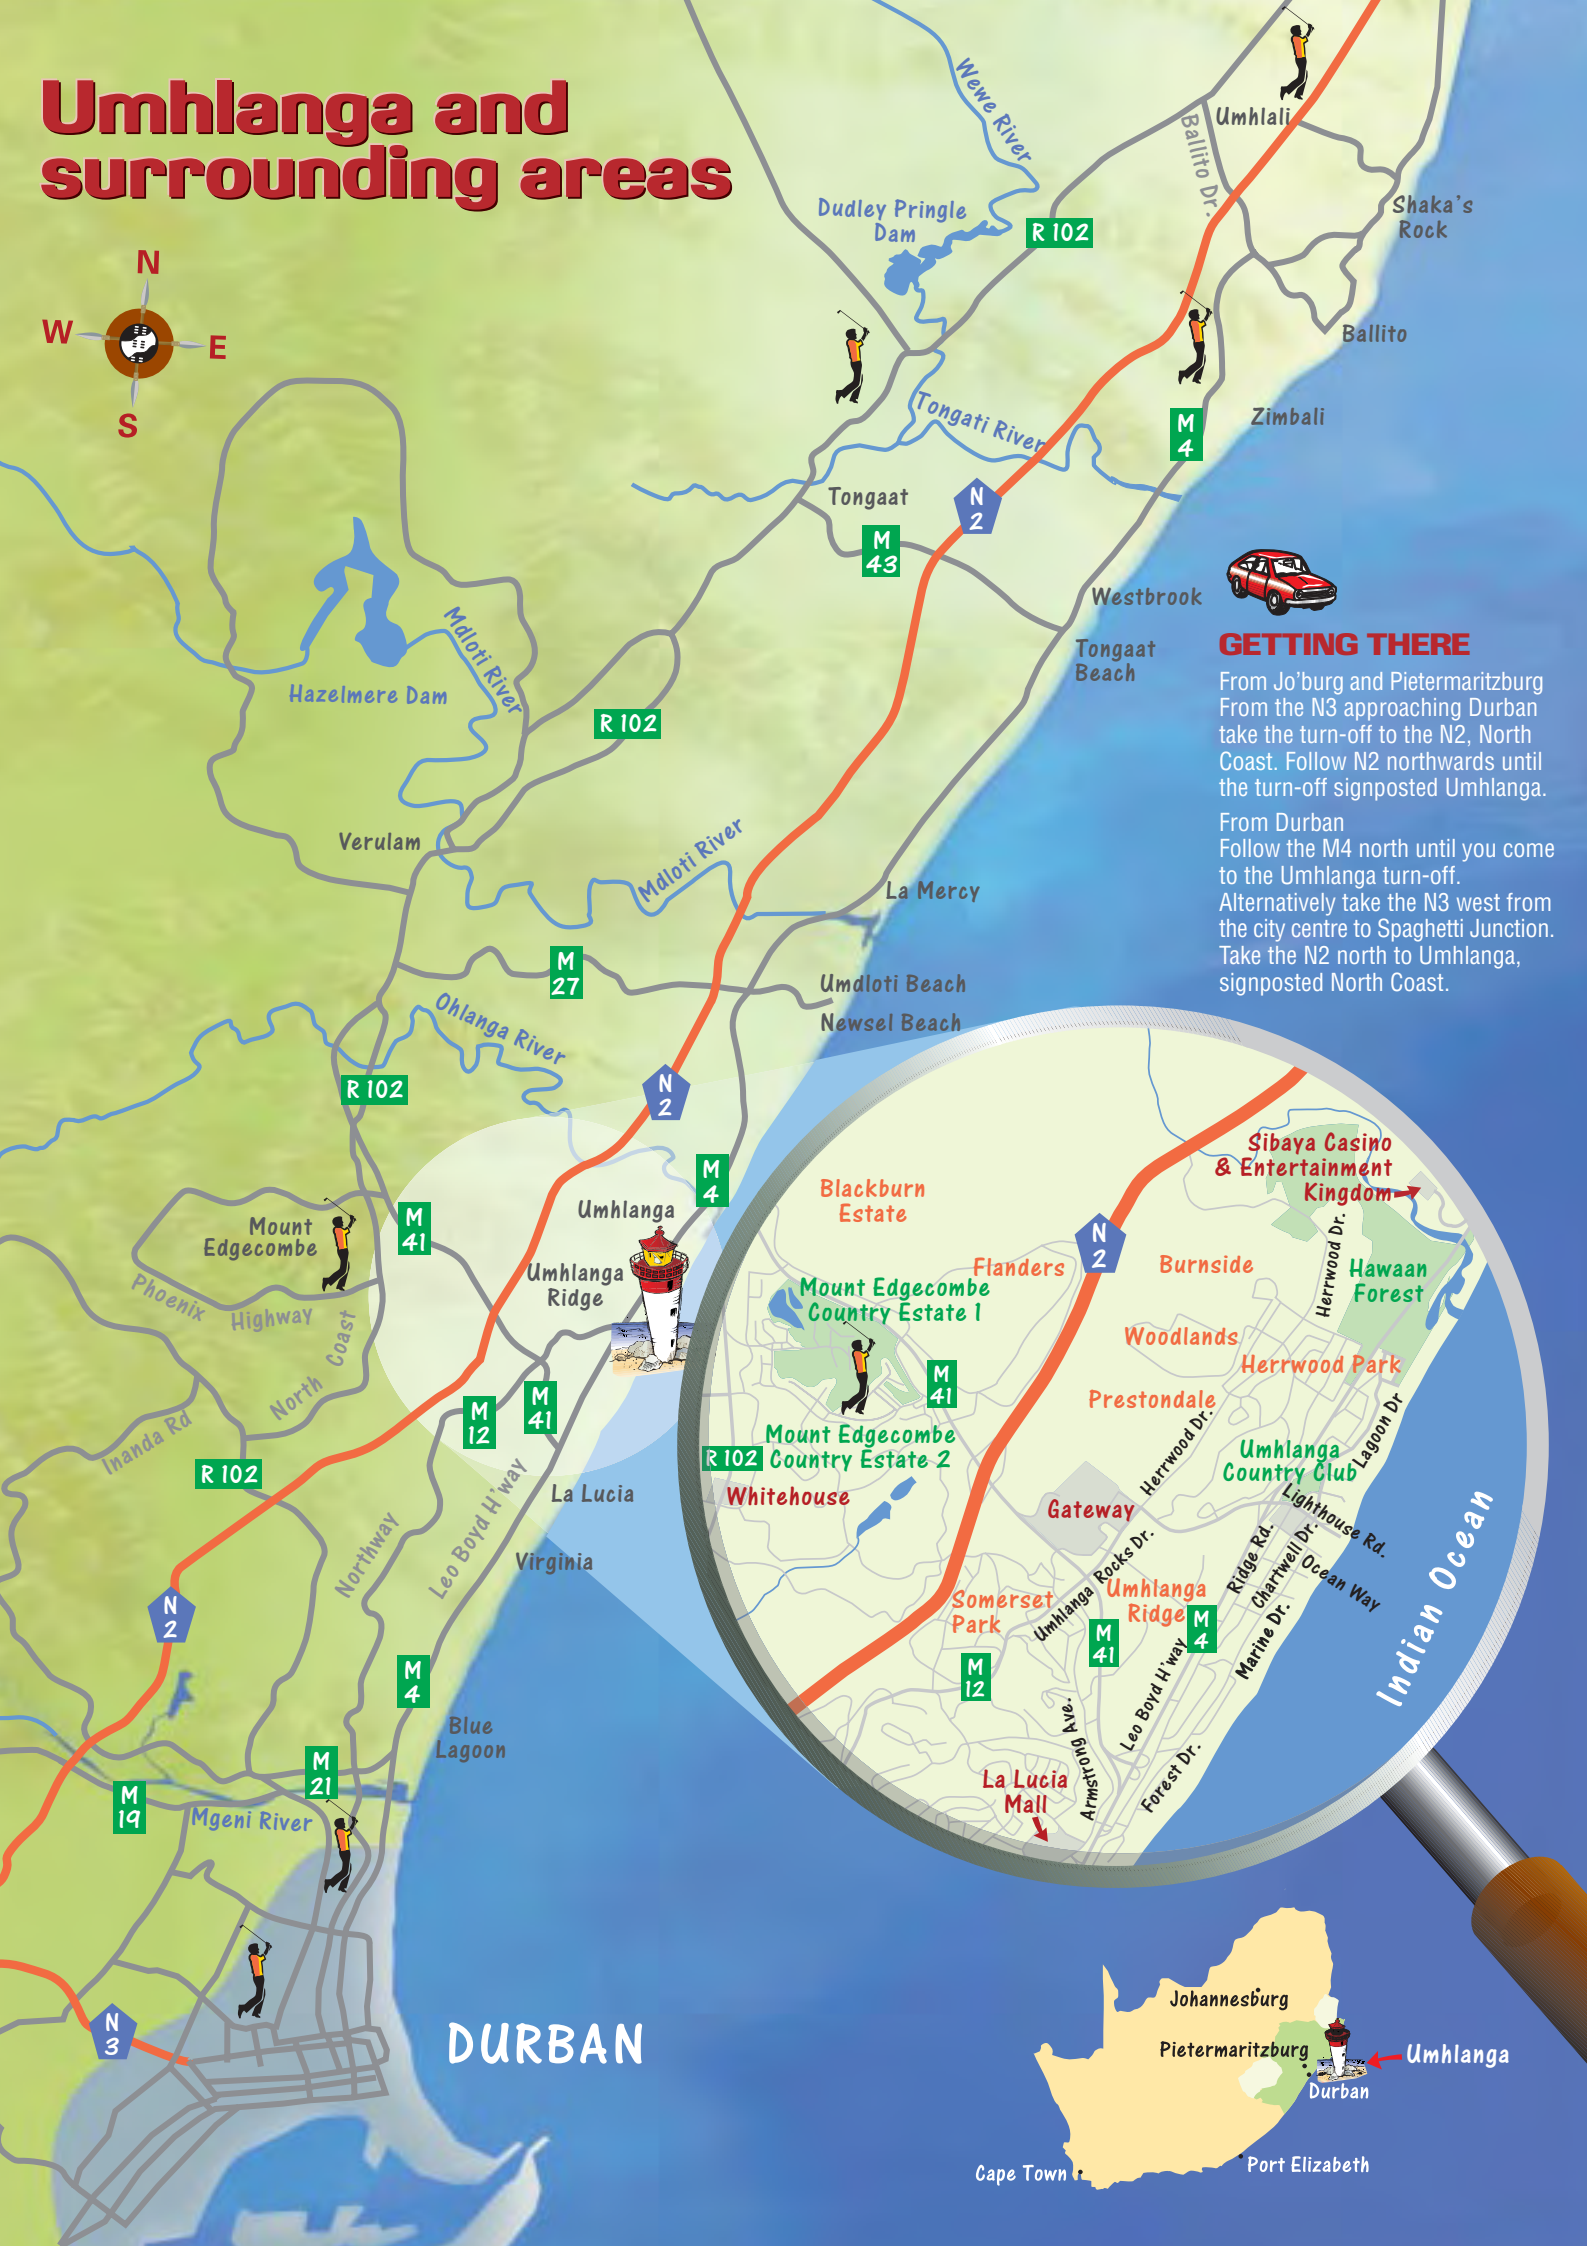 Umhlanga and
surrounding areas
N
W
E
S
Wewe River
Dudley Pringle
Dam
R 102
Ballito Dr.
Umhlali
Shaka's
Rock
Ballito
Zimbali
M
4
Tongati River
Tongaat
N
2
M
43
Westbrook
Tongaat
Beach
Hazelmere Dam
Mdloti River
R 102
Verulam
Mdloti River
La Mercy
M
27
Umdloti Beach
Newsel Beach
Ohlanga River
R 102
N
2
M
4
Umhlanga
Umhlanga
Ridge
M
41
Mount
Edgecombe
Phoenix
Highway
North
Coast
Inanda Rd
R 102
M
12
M
41
La Lucia
Virginia
Northway
Leo Boyd H'way
N
2
M
4
Blue
Lagoon
M
21
M
19
Mgeni River
N
3
DURBAN
GETTING THERE
From Jo'burg and Pietermaritzburg
From the N3 approaching Durban
take the turn-off to the N2, North
Coast. Follow N2 northwards until
the turn-off signposted Umhlanga.
From Durban
Follow the M4 north until you come
to the Umhlanga turn-off.
Alternatively take the N3 west from
the city centre to Spaghetti Junction.
Take the N2 north to Umhlanga,
signposted North Coast.
Sibaya Casino
& Entertainment
Kingdom
Blackburn
Estate
Flanders
N
2
Burnside
Herrwood Dr.
Hawaan
Forest
Mount Edgecombe
Country Estate 1
Woodlands
Herrwood Park
M
41
Prestondale
Herrwood Dr.
Lagoon Dr
Mount Edgecombe
Country Estate 2
R 102
Umhlanga
Country Club
Whitehouse
Gateway
Lighthouse Rd.
Umhlanga Rocks Dr.
Ridge Rd.
Chartwell Dr.
Ocean Way
Somerset
Park
Umhlanga
Ridge
M
4
M
41
Marine Dr.
M
12
Leo Boyd H'way
Armstrong Ave.
Forest Dr.
La Lucia
Mall
Indian Ocean
Johannesburg
Pietermaritzburg
Umhlanga
Durban
Port Elizabeth
Cape Town